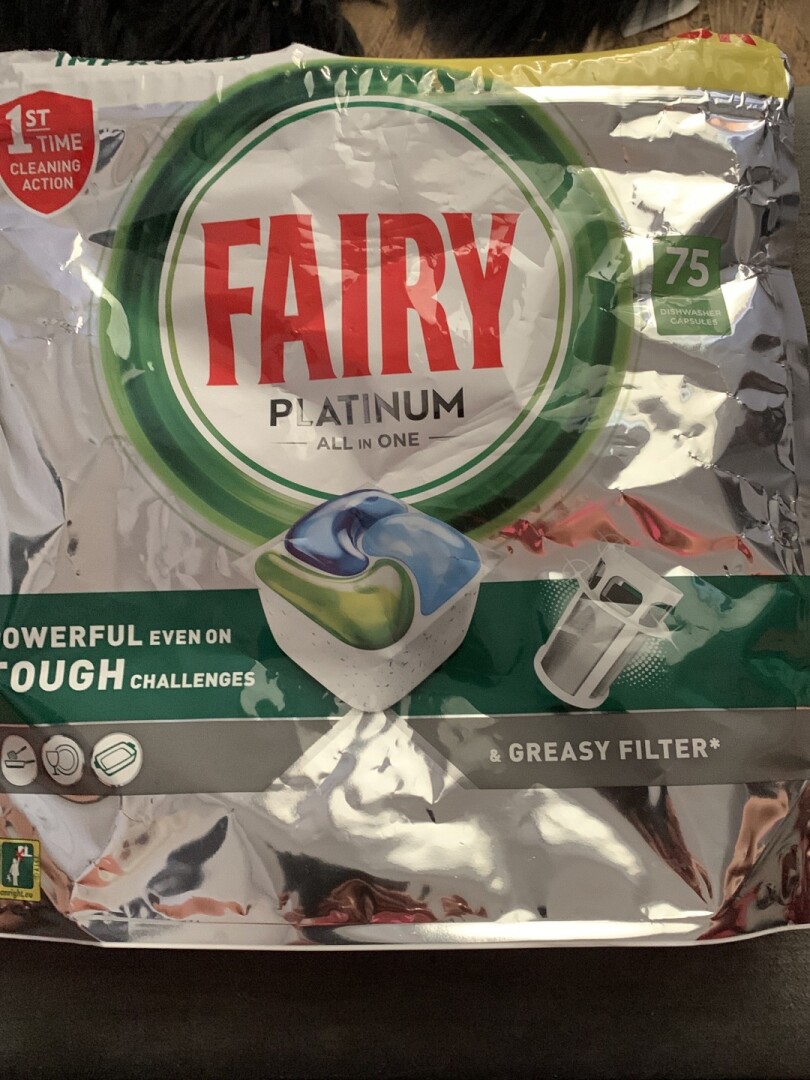 IMPROVED
1ST
TIME
CLEANING
ACTION
FAIRY
PLATINUM
ALL IN ONE
75
DISHWASHER
CAPSULES
OWERFUL EVEN ON
TOUGH CHALLENGES
& GREASY FILTER*